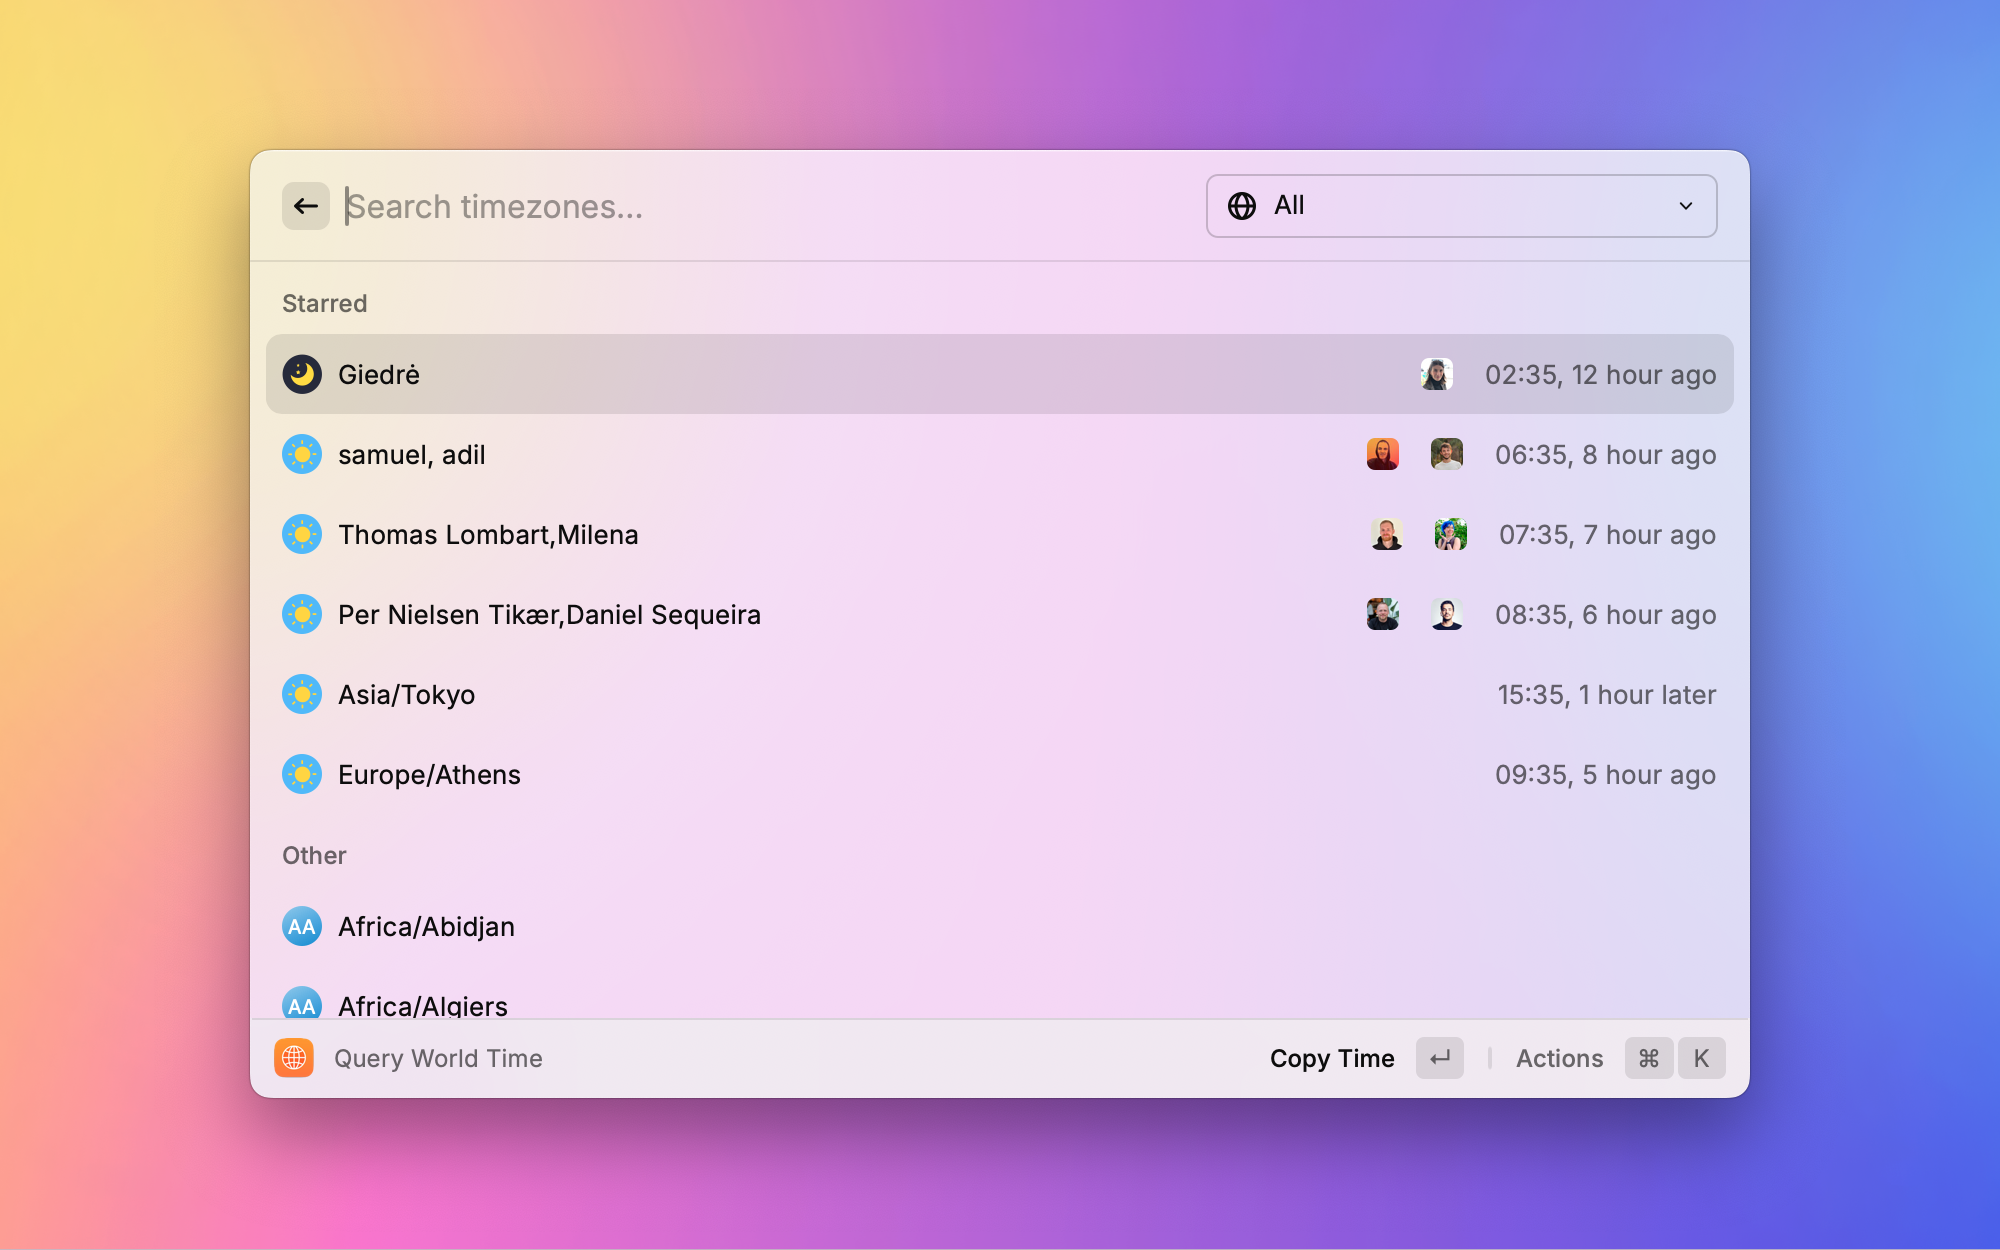 Search timezones...
All
Starred
Giedrė 02:35, 12 hour ago
samuel, adil 06:35, 8 hour ago
Thomas Lombart,Milena 07:35, 7 hour ago
Per Nielsen Tikær,Daniel Sequeira 08:35, 6 hour ago
Asia/Tokyo 15:35, 1 hour later
Europe/Athens 09:35, 5 hour ago
Other
AA Africa/Abidjan
AA Africa/Algiers
Query World Time Copy Time ↵ Actions ⌘ K